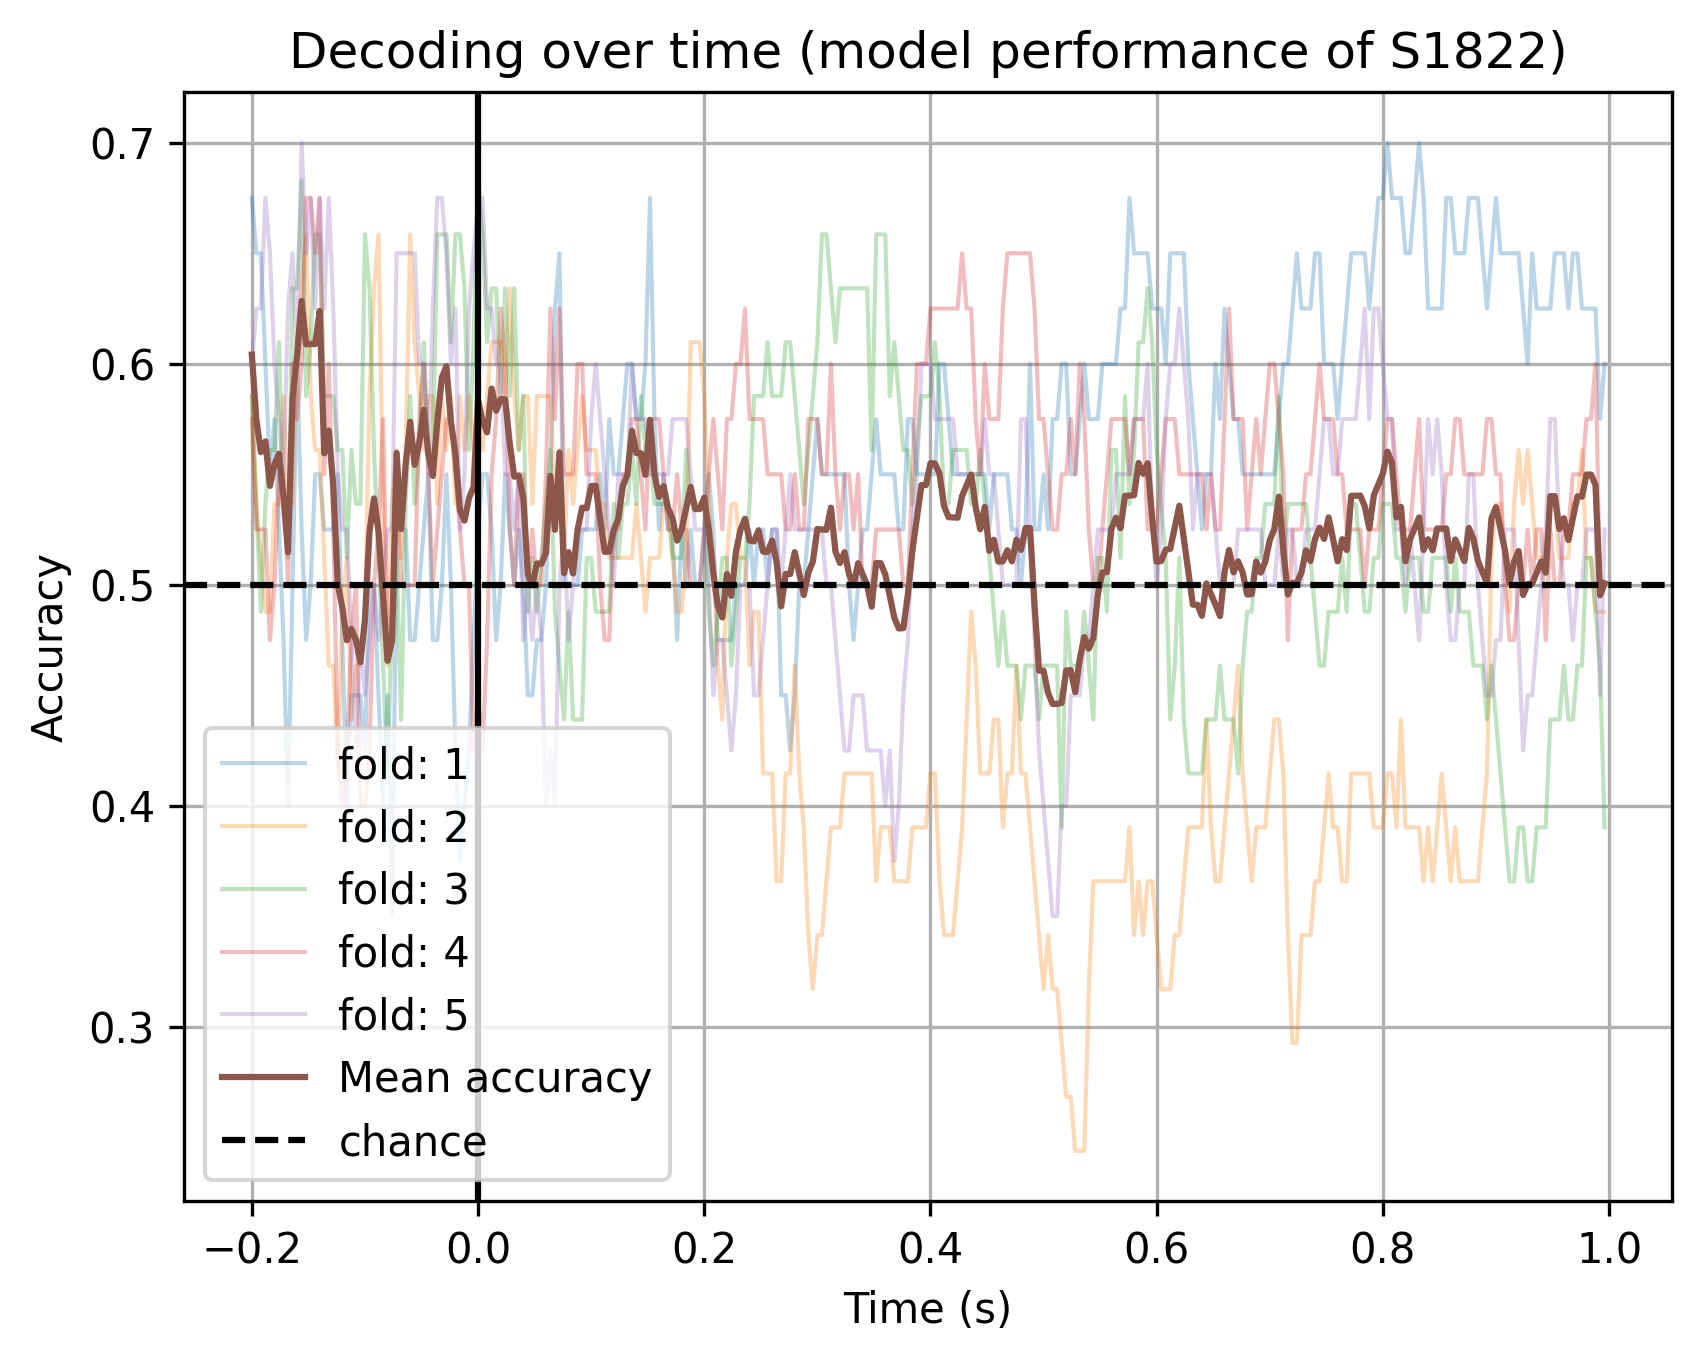 Decoding over time (model performance of S1822)
Accuracy
0.7
0.6
0.5
0.4
0.3
fold: 1
fold: 2
fold: 3
fold: 4
fold: 5
Mean accuracy
chance
−0.2
0.0
0.2
0.4
0.6
0.8
1.0
Time (s)